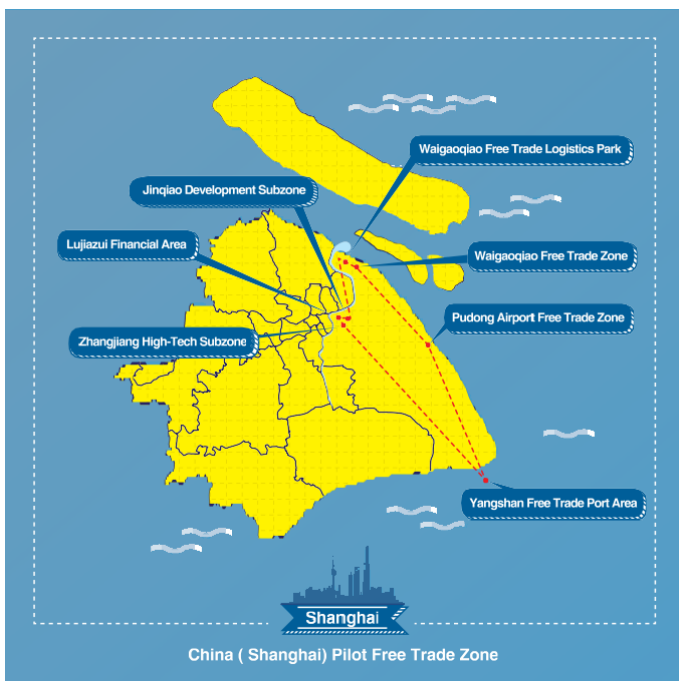 Waigaoqiao Free Trade Logistics Park
Jinqiao Development Subzone
Lujiazui Financial Area
Waigaoqiao Free Trade Zone
Pudong Airport Free Trade Zone
Zhangjiang High-Tech Subzone
Yangshan Free Trade Port Area
Shanghai
China ( Shanghai) Pilot Free Trade Zone